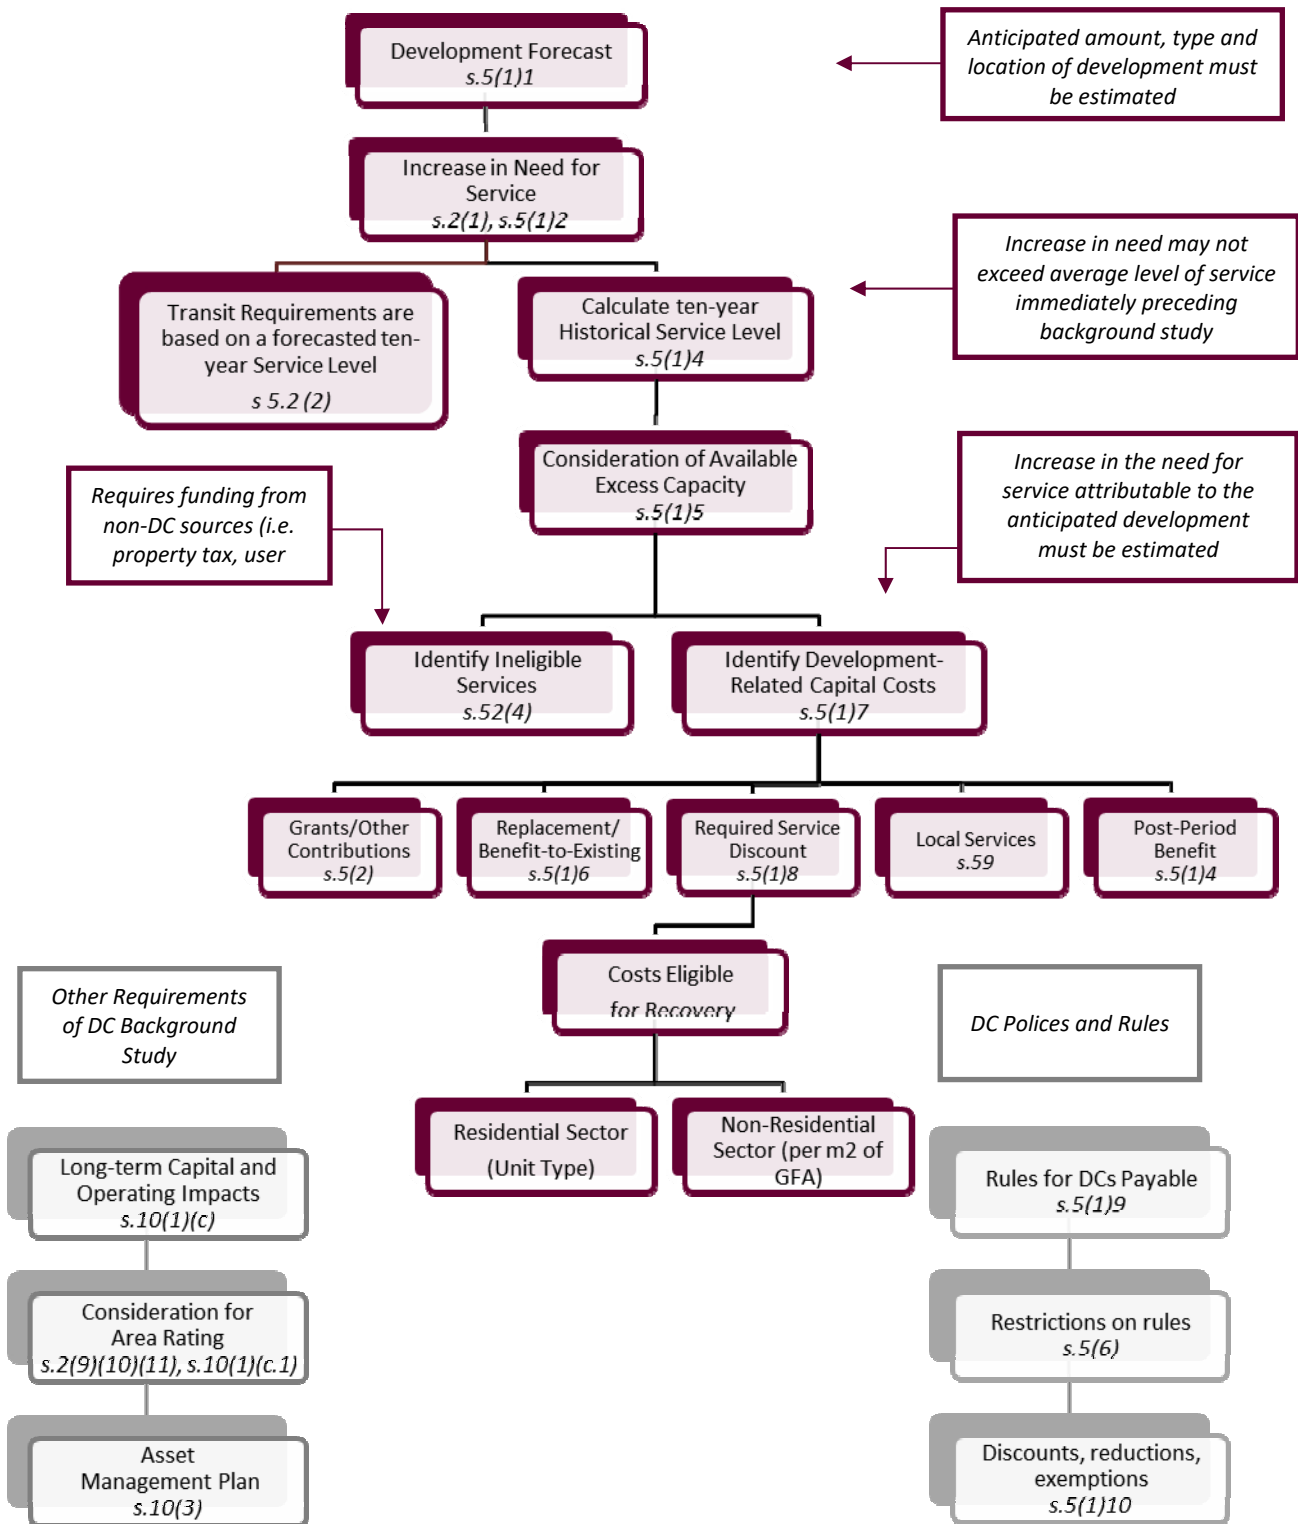 Development Forecast
s.5(1)1
Anticipated amount, type and
location of development must
be estimated
Increase in Need for
Service
s.2(1), s.5(1)2
Increase in need may not
exceed average level of service
immediately preceding
background study
Transit Requirements are
based on a forecasted ten-
year Service Level
s 5.2 (2)
Calculate ten-year
Historical Service Level
s.5(1)4
Consideration of Available
Excess Capacity
s.5(1)5
Requires funding from
non-DC sources (i.e.
property tax, user
Increase in the need for
service attributable to the
anticipated development
must be estimated
Identify Ineligible
Services
s.52(4)
Identify Development-
Related Capital Costs
s.5(1)7
Grants/Other
Contributions
s.5(2)
Replacement/
Benefit-to-Existing
s.5(1)6
Required Service
Discount
s.5(1)8
Local Services
s.59
Post-Period
Benefit
s.5(1)4
Costs Eligible
for Recovery
Other Requirements
of DC Background
Study
DC Polices and Rules
Residential Sector
(Unit Type)
Non-Residential
Sector (per m2 of
GFA)
Long-term Capital and
Operating Impacts
s.10(1)(c)
Consideration for
Area Rating
s.2(9)(10)(11), s.10(1)(c.1)
Asset
Management Plan
s.10(3)
Rules for DCs Payable
s.5(1)9
Restrictions on rules
s.5(6)
Discounts, reductions,
exemptions
s.5(1)10